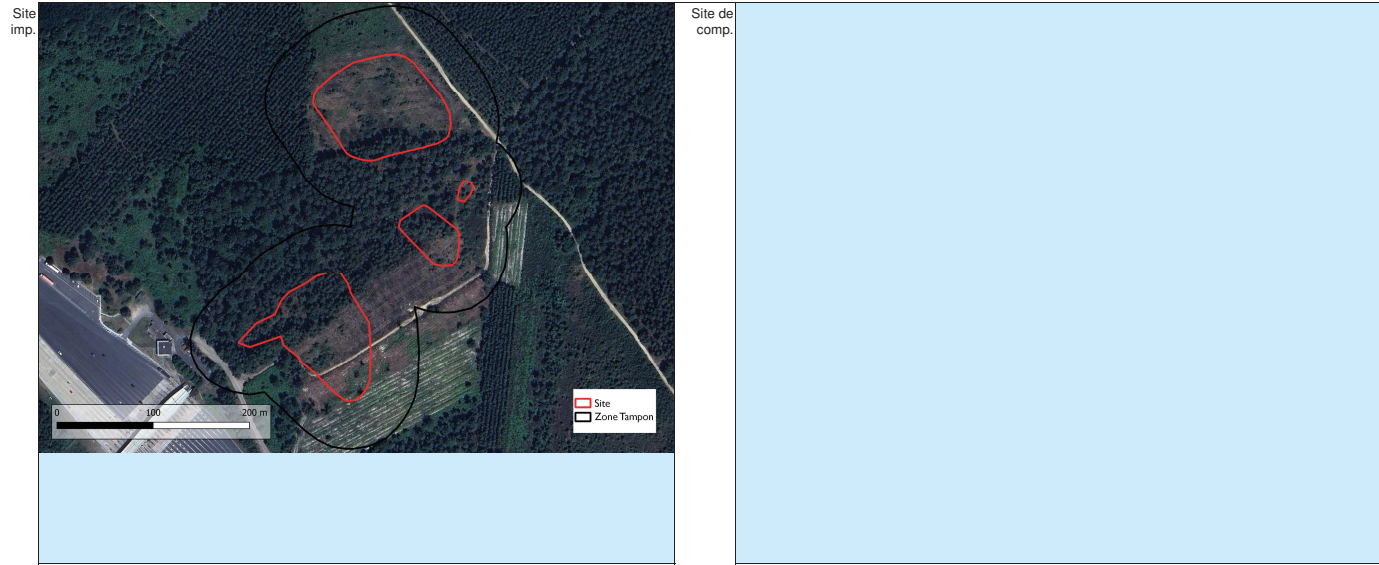 Site
imp.
Site de
comp.
0 100 200 m
Site
Zone Tampon